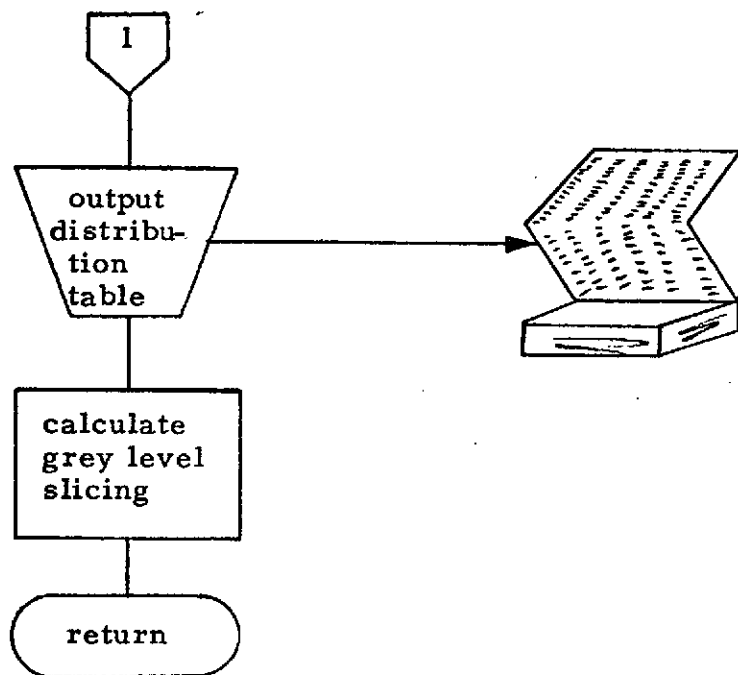 1
output
distribu-
tion
table
calculate
grey level
slicing
return